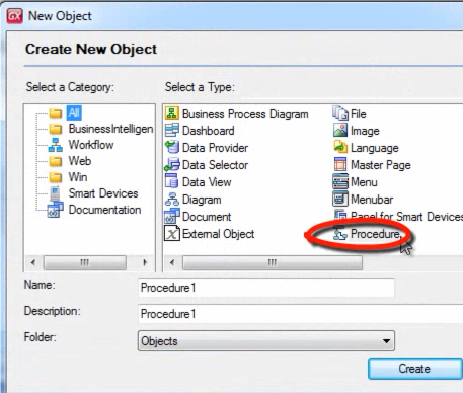 GX New Object
Create New Object
Select a Category:
Select a Type:
All
BusinessIntelligen
Workflow
Web
Win
Smart Devices
Documentation
Business Process Diagram
Dashboard
Data Provider
Data Selector
Data View
Diagram
Document
External Object
File
Image
Language
Master Page
Menu
Menubar
Panel for Smart Devices
Procedure
Name:
Procedure1
Description:
Procedure1
Folder:
Objects
Create